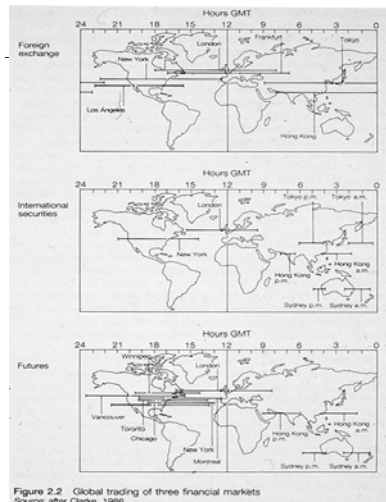 Hours GMT
24 21 18 15 12 9 6 3 0
Foreign
exchange
London
Frankfurt
Tokyo
New York
Los Angeles
Hong Kong
Hours GMT
24 21 18 15 12 9 6 3 0
International
securities
London
Tokyo p.m.
Tokyo a.m.
New York
Hong Kong
p.m.
Hong Kong
a.m.
Sydney p.m.
Sydney a.m.
Hours GMT
24 21 18 15 12 9 6 3 0
Futures
Winnipeg
London
Vancouver
Toronto
Chicago
New York
Montreal
Hong Kong
p.m.
Hong Kong
a.m.
Sydney p.m.
Sydney a.m.
Figure 2.2 Global trading of three financial markets
Source: after Clarke, 1986